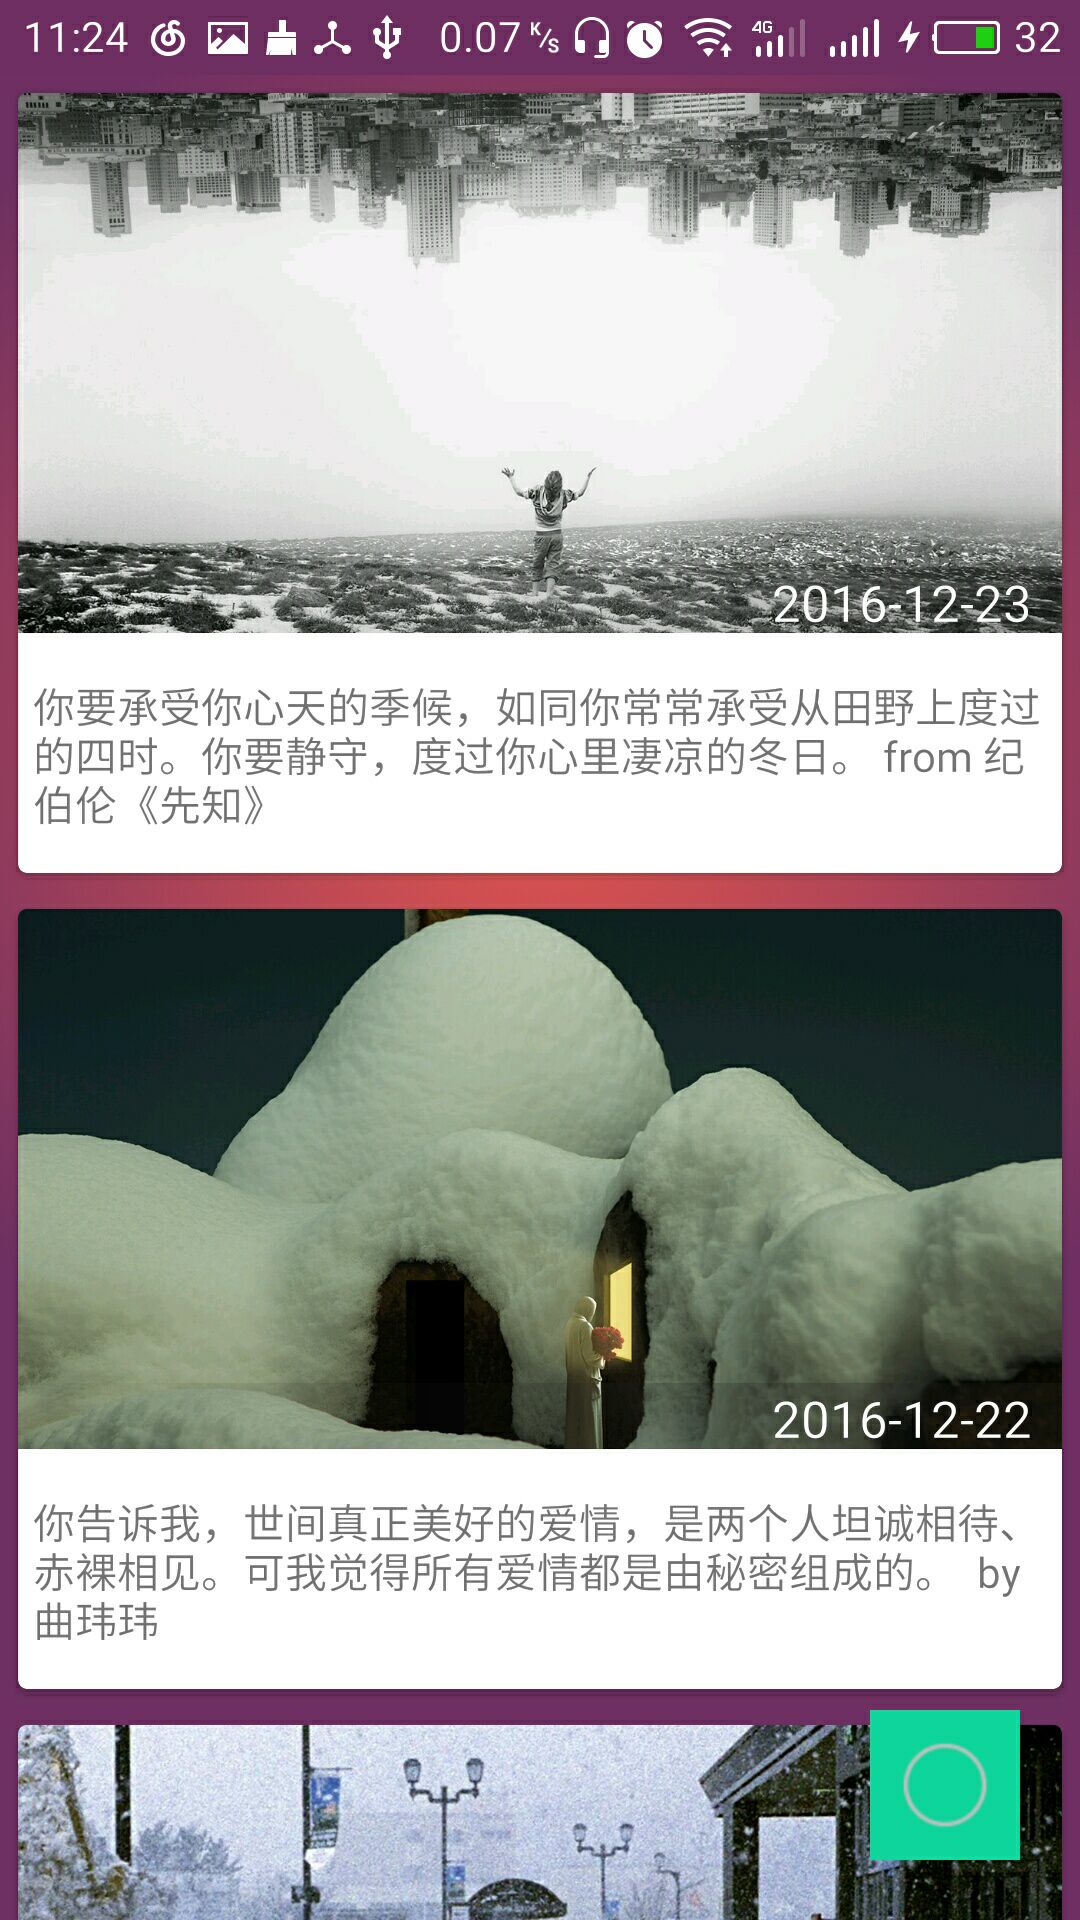 11:24 0.07 K/s 4G 32
2016-12-23
你要承受你心天的季候，如同你常常承受从田野上度过
的四时。你要静守，度过你心里凄凉的冬日。 from 纪
伯伦《先知》
2016-12-22
你告诉我，世间真正美好的爱情，是两个人坦诚相待、
赤裸相见。可我觉得所有爱情都是由秘密组成的。 by
曲玮玮